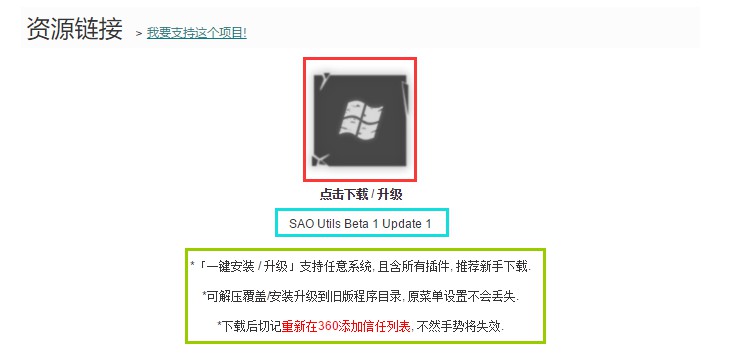 资源链接 > 我要支持这个项目!
点击下载 / 升级
SAO Utils Beta 1 Update 1
*「一键安装 / 升级」支持任意系统, 且含所有插件, 推荐新手下载.
*可解压覆盖/安装升级到旧版程序目录, 原菜单设置不会丢失.
*下载后切记重新在360添加信任列表, 不然手势将失效.